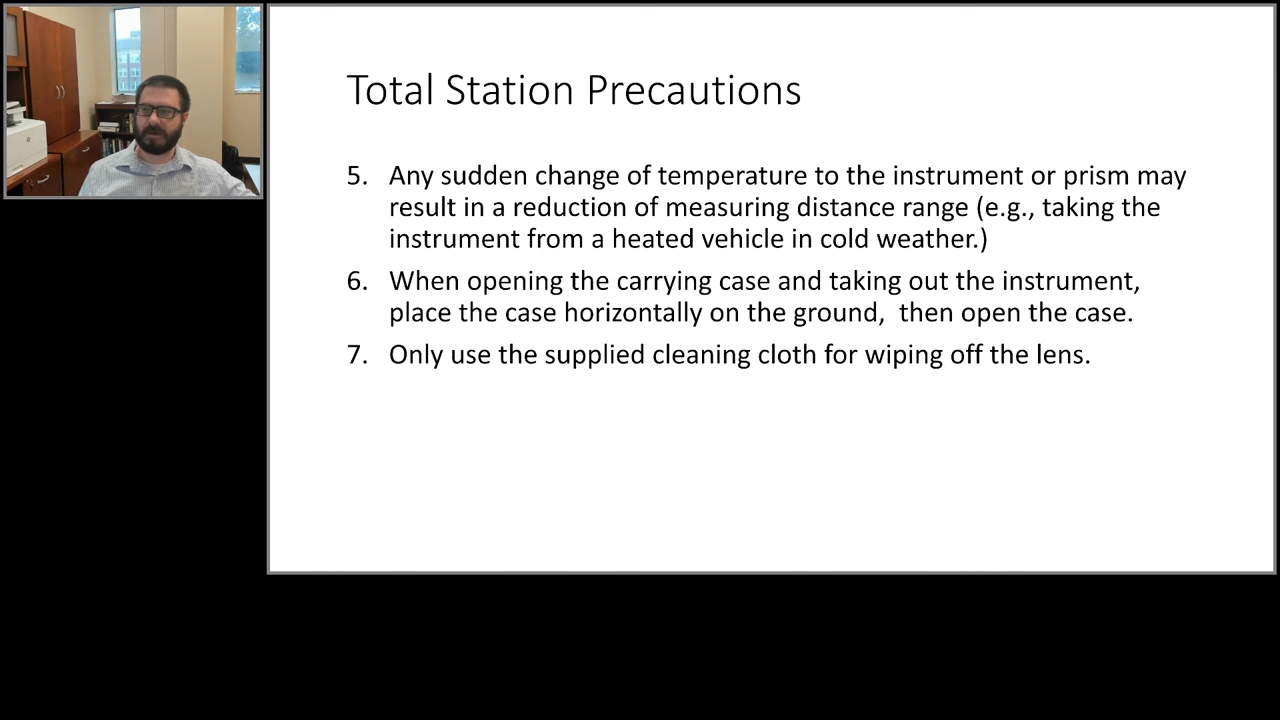 Total Station Precautions
5. Any sudden change of temperature to the instrument or prism may
result in a reduction of measuring distance range (e.g., taking the
instrument from a heated vehicle in cold weather.)
6. When opening the carrying case and taking out the instrument,
place the case horizontally on the ground,  then open the case.
7. Only use the supplied cleaning cloth for wiping off the lens.